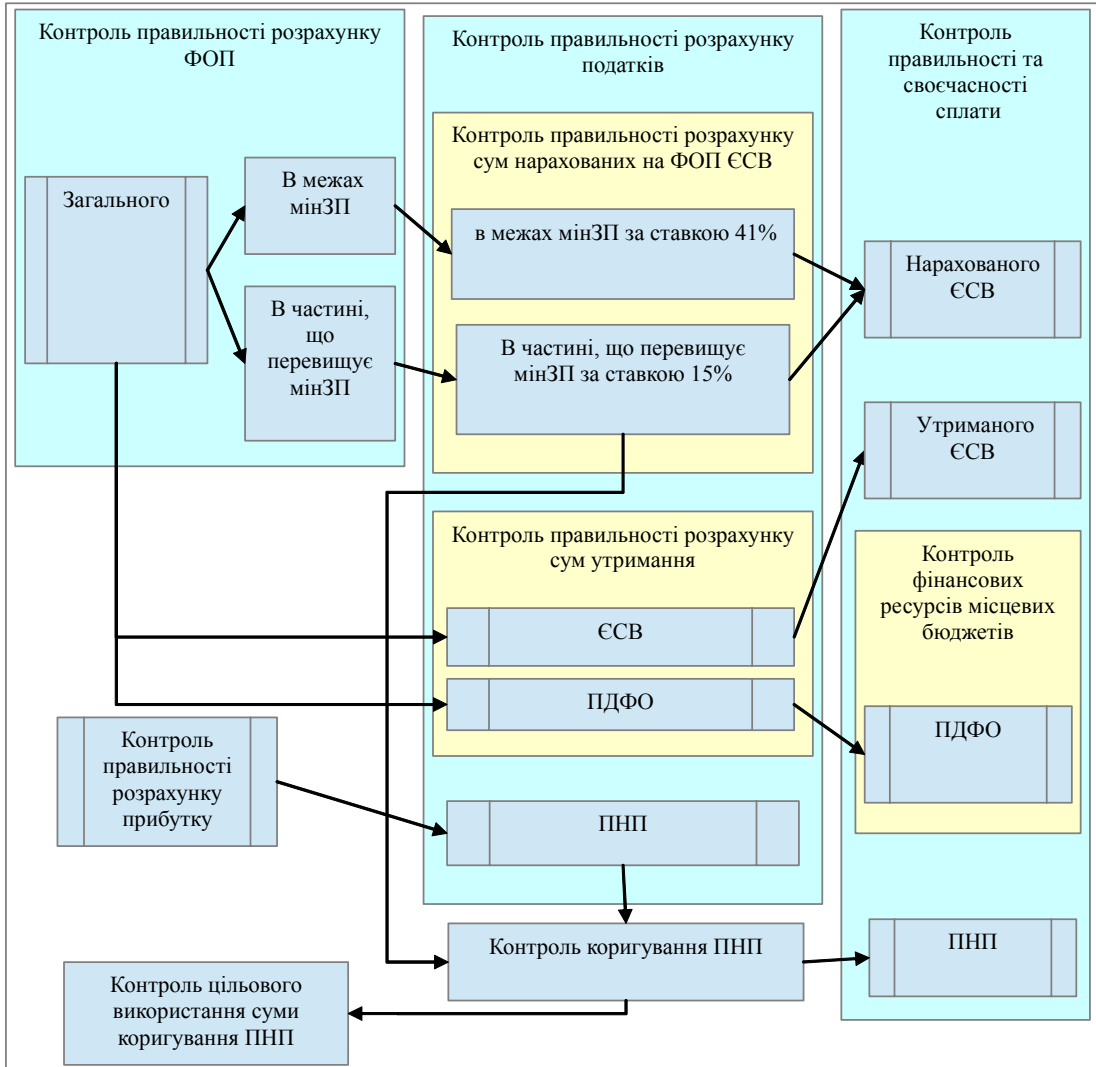 Контроль правильності розрахунку
ФОП
Загального
В межах
мінЗП
В частині,
що
перевищує
мінЗП
Контроль правильності розрахунку
податків
Контроль правильності розрахунку
сум нарахованих на ФОП ЄСВ
в межах мінЗП за ставкою 41%
В частині, що перевищує
мінЗП за ставкою 15%
Контроль правильності розрахунку
сум утримання
ЄСВ
ПДФО
ПНП
Контроль
правильності та
своєчасності
сплати
Нарахованого
ЄСВ
Утриманого
ЄСВ
Контроль
фінансових
ресурсів місцевих
бюджетів
ПДФО
ПНП
Контроль
правильності
розрахунку
прибутку
Контроль коригування ПНП
Контроль цільового
використання суми
коригування ПНП